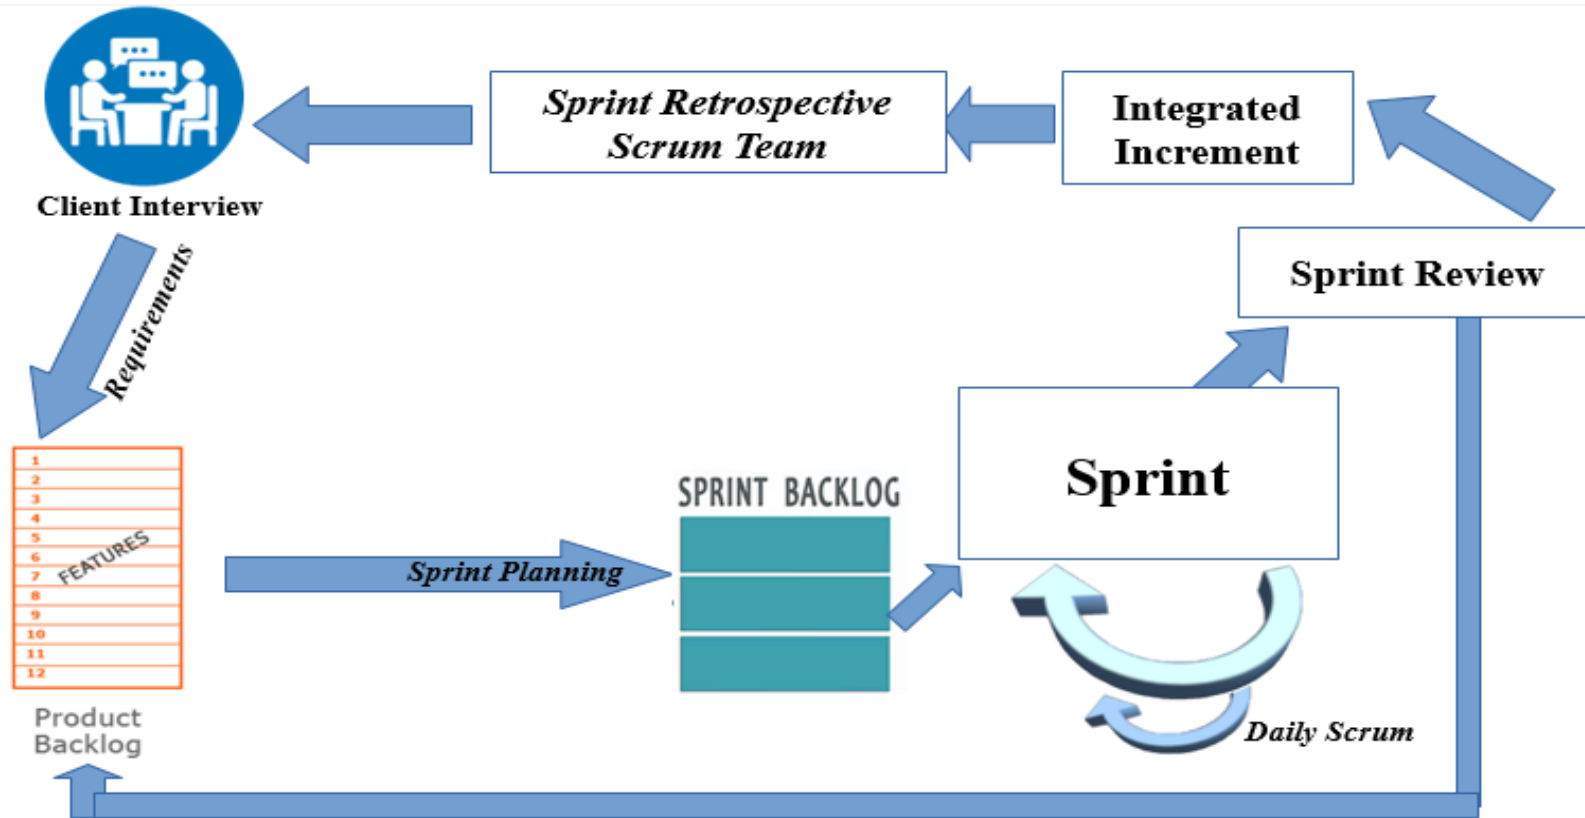 Sprint Retrospective
Scrum Team
Integrated
Increment
Client Interview
Requirements
Sprint Review
1
2
3
4
5
6
7
8
9
10
11
12
FEATURES
Product
Backlog
Sprint Planning
SPRINT BACKLOG
Sprint
Daily Scrum